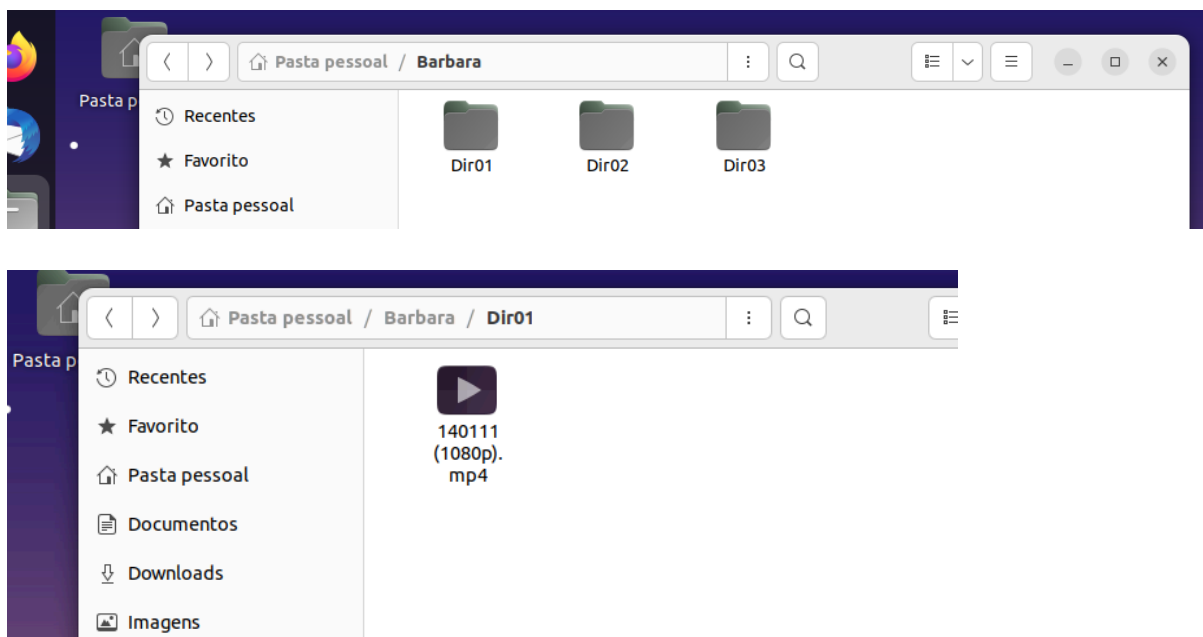 Pasta pessoal / Barbara
Pasta p
Recentes
Favorito
Pasta pessoal
Dir01 Dir02 Dir03
Pasta pessoal / Barbara / Dir01
Pasta p
Recentes
Favorito
Pasta pessoal
Documentos
Downloads
Imagens
140111
(1080p).
mp4